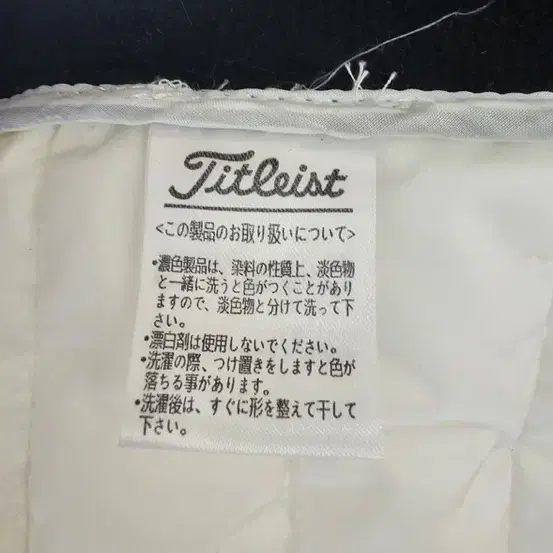 Titleist
<この製品のお取り扱いについて>
•濃色製品は、染料の性質上、淡色物
と一緒に洗うと色がつくことがあり
ますので、淡色物と分けて洗って下
さい。
•漂白剤は使用しないでください。
•洗濯の際、つけ置きをしますと色が
落ちる事があります。
•洗濯後は、すぐに形を整えて干して
下さい。